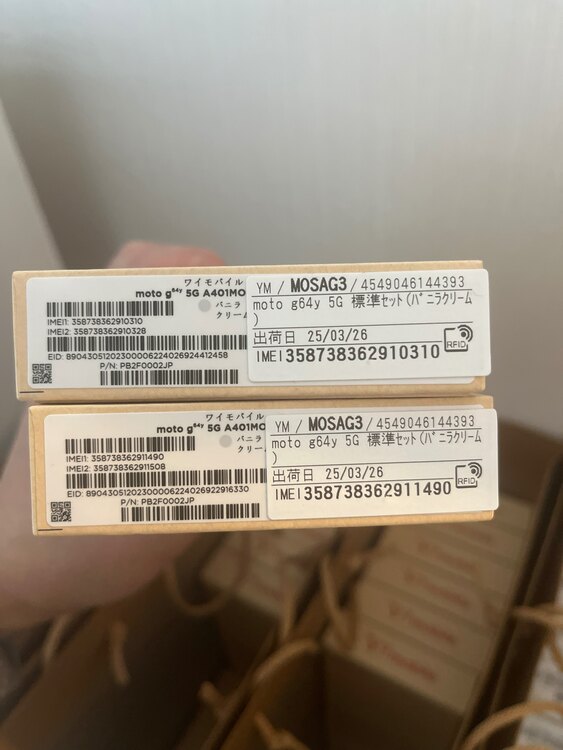 ワイモバイル
moto g64y 5G A401MO
バニラ
クリーム
IMEI1: 358738362910310
IMEI2: 358738362910328
EID: 89043051202300006224026924412458
P/N: PB2F0002JP
YM / MOSAG3 / 4549046144393
moto g64y 5G 標準セット(バニラクリーム
)
出荷日 25/03/26
IMEI 358738362910310
RFID
ワイモバイル
moto g64y 5G A401MO
バニラ
クリー
IMEI1: 358738362911490
IMEI2: 358738362911508
EID: 89043051202300006224026922916330
P/N: PB2F0002JP
YM / MOSAG3 / 4549046144393
moto g64y 5G 標準セット(バニラクリーム
)
出荷日 25/03/26
IMEI 358738362911490
RFID